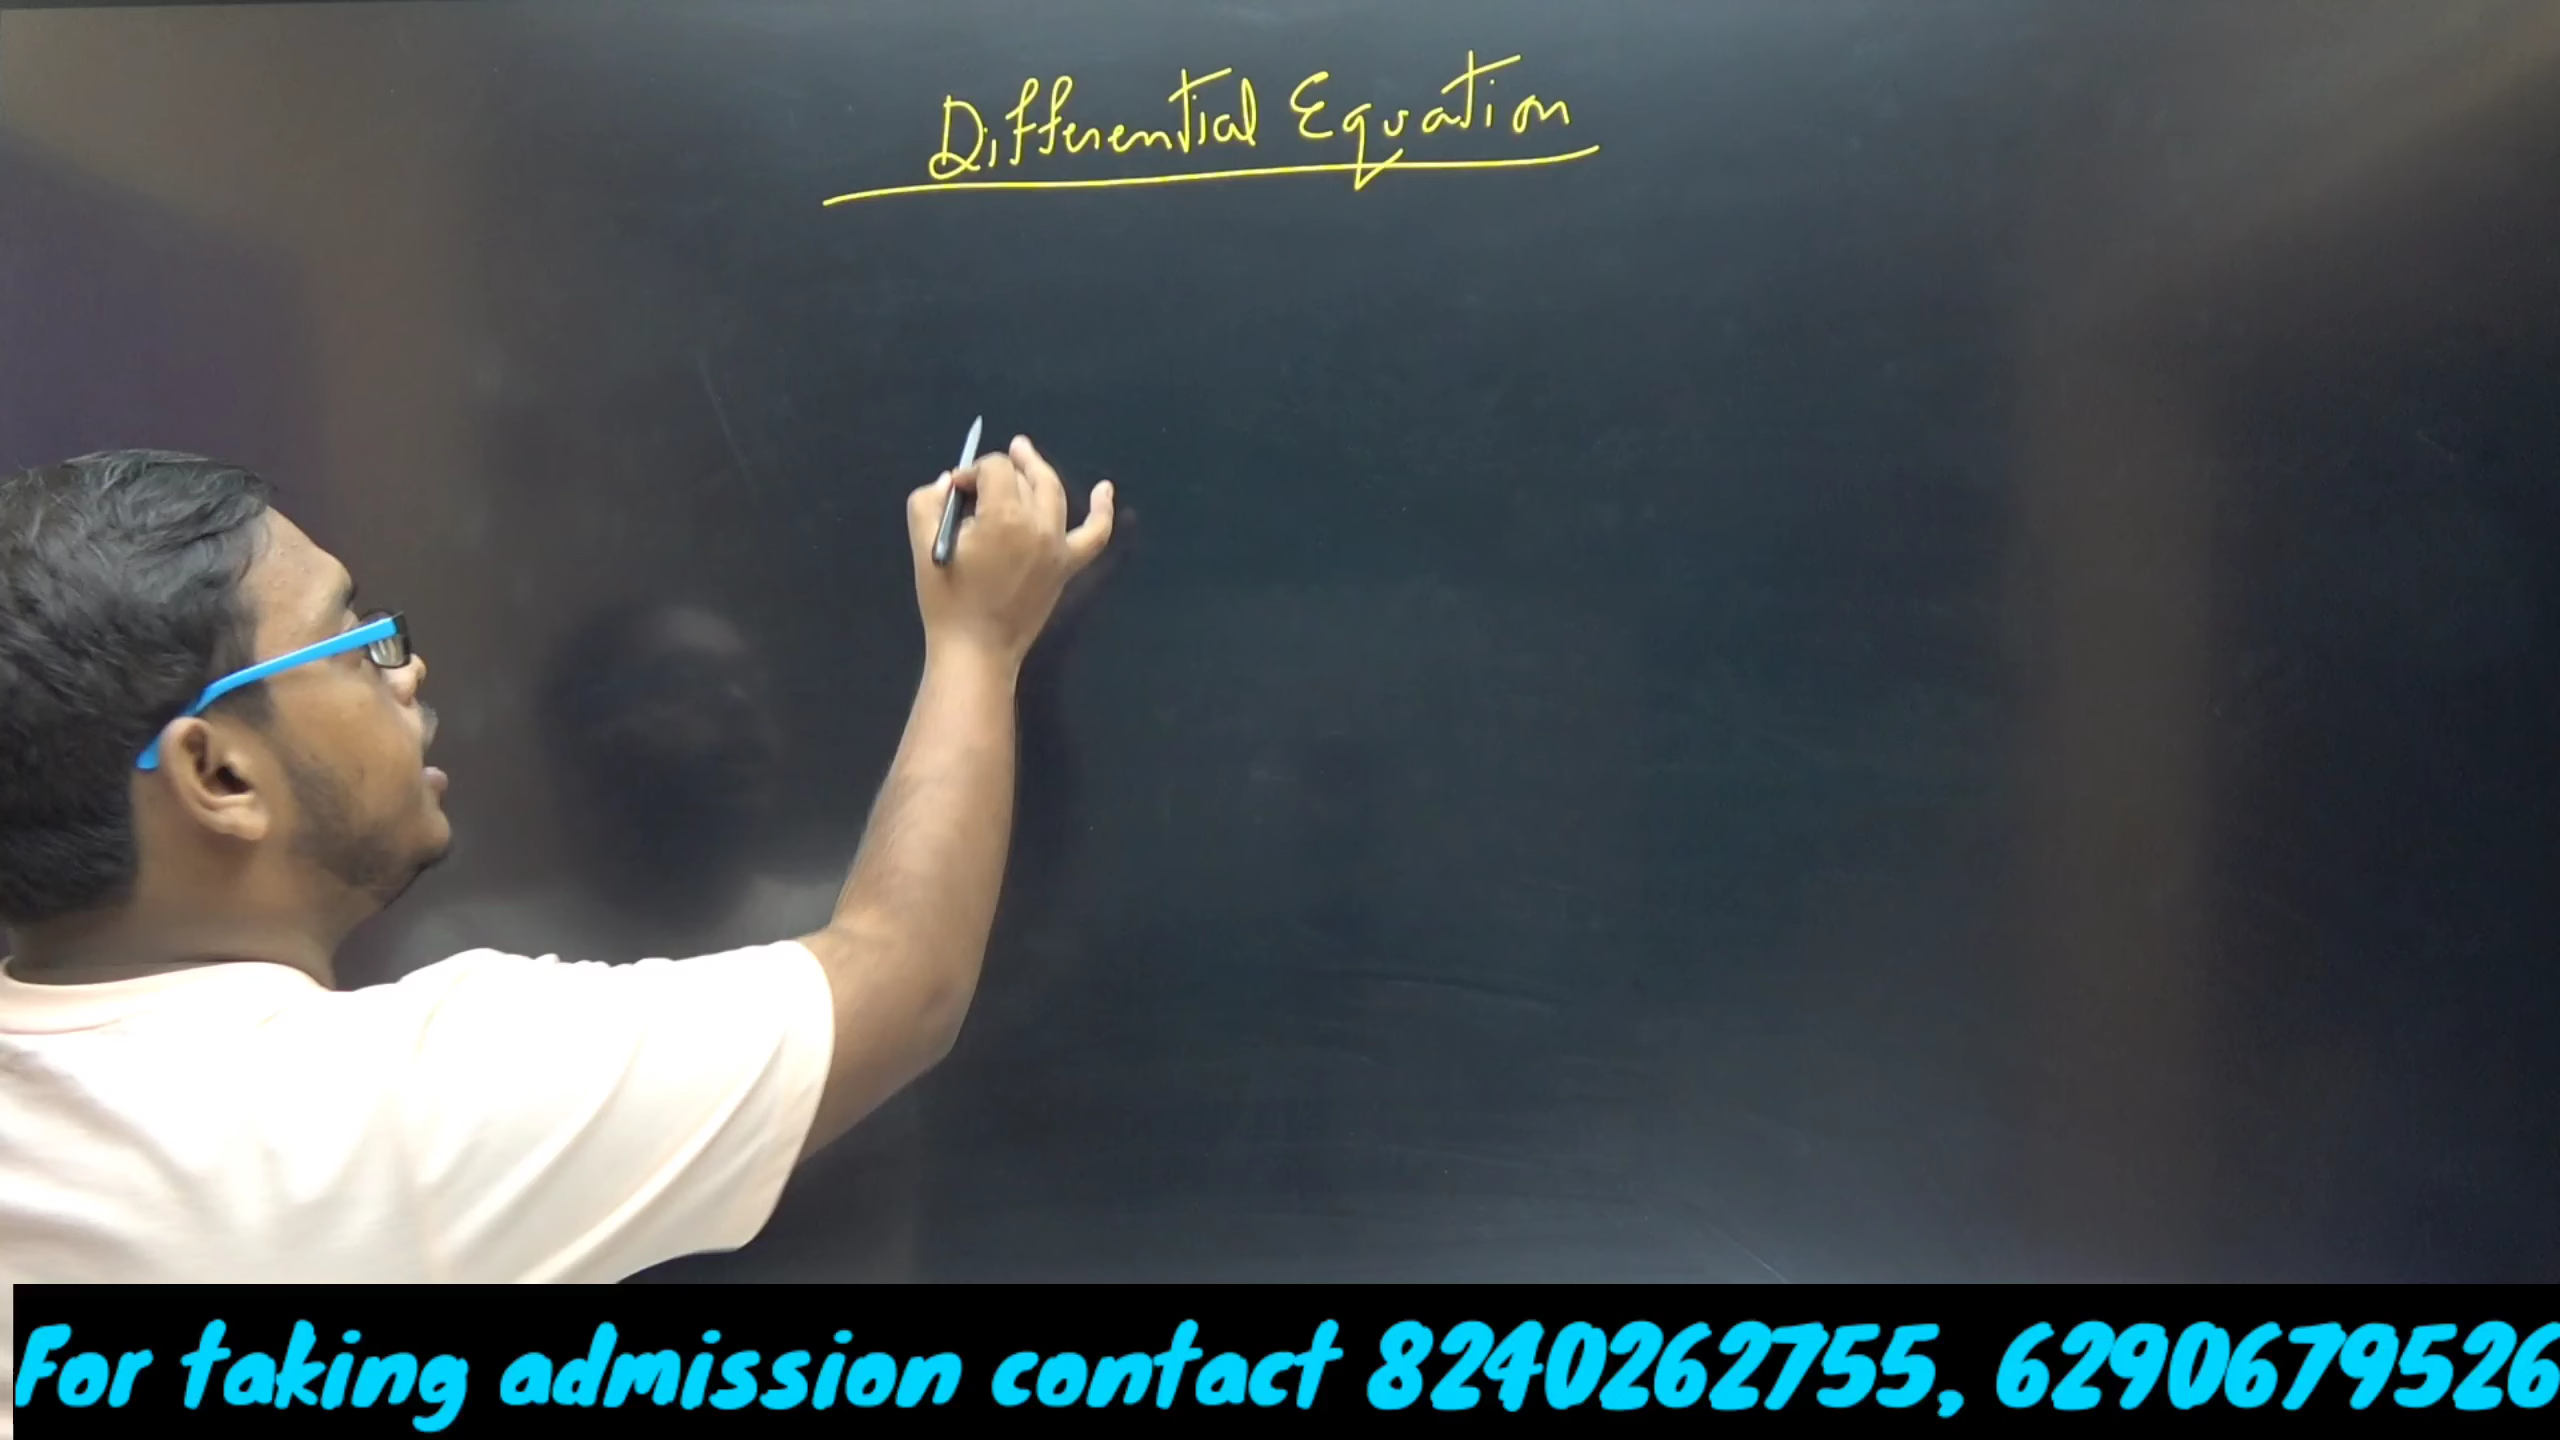 Differential Equation
For taking admission contact 8240262755, 6290679526